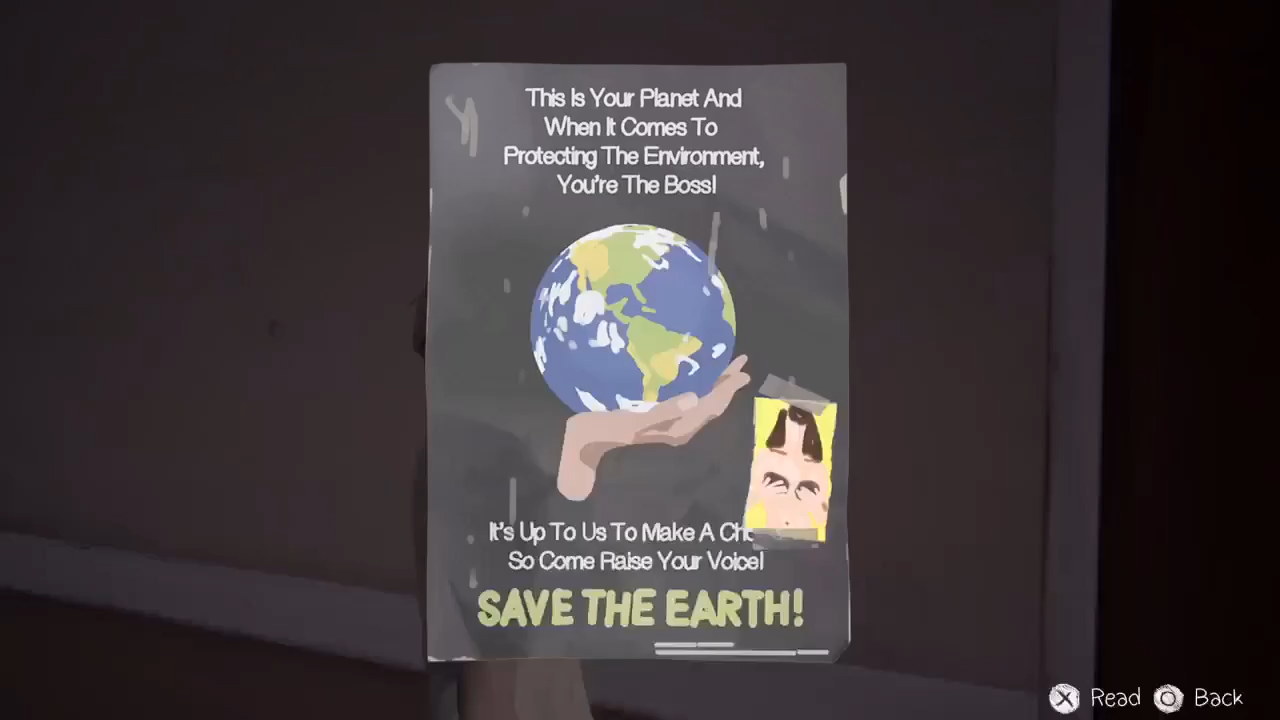 This Is Your Planet And
When It Comes To
Protecting The Environment,
You're The Boss!
It's Up To Us To Make A
So Come Raise Your Voice!
SAVE THE EARTH!
Read
Back